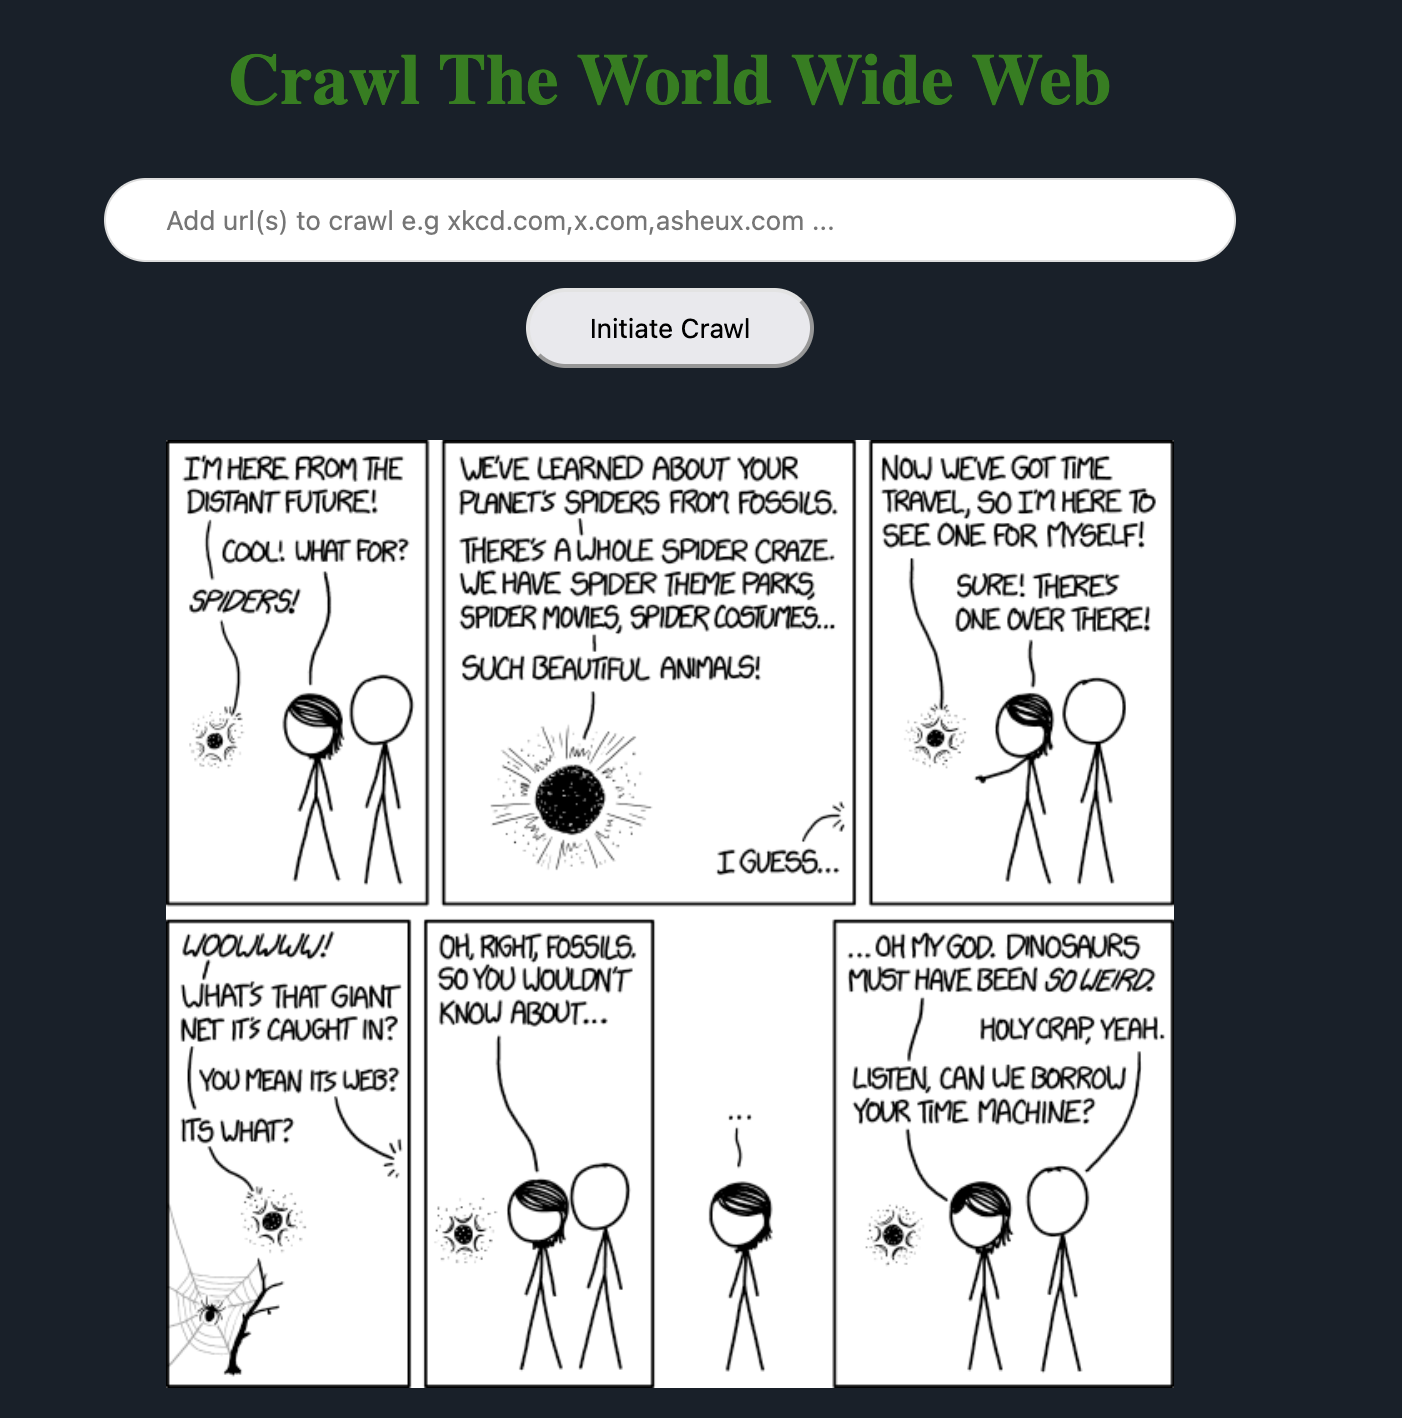 Crawl The World Wide Web
Add url(s) to crawl e.g xkcd.com,x.com,asheux.com ...
Initiate Crawl
I'M HERE FROM THE
DISTANT FUTURE!
COOL! WHAT FOR?
SPIDERS!
WE'VE LEARNED ABOUT YOUR
PLANET'S SPIDERS FROM FOSSILS.
THERE'S A WHOLE SPIDER CRAZE.
WE HAVE SPIDER THEME PARKS,
SPIDER MOVIES, SPIDER COSTUMES...
SUCH BEAUTIFUL ANIMALS!
I GUESS...
NOW WE'VE GOT TIME
TRAVEL, SO I'M HERE TO
SEE ONE FOR MYSELF!
SURE! THERE'S
ONE OVER THERE!
WOOWWWW!
WHAT'S THAT GIANT
NET IT'S CAUGHT IN?
YOU MEAN ITS WEB?
ITS WHAT?
OH, RIGHT, FOSSILS.
SO YOU WOULDN'T
KNOW ABOUT...
...
...OH MY GOD. DINOSAURS
MUST HAVE BEEN SO WEIRD.
HOLY CRAP, YEAH.
LISTEN, CAN WE BORROW
YOUR TIME MACHINE?